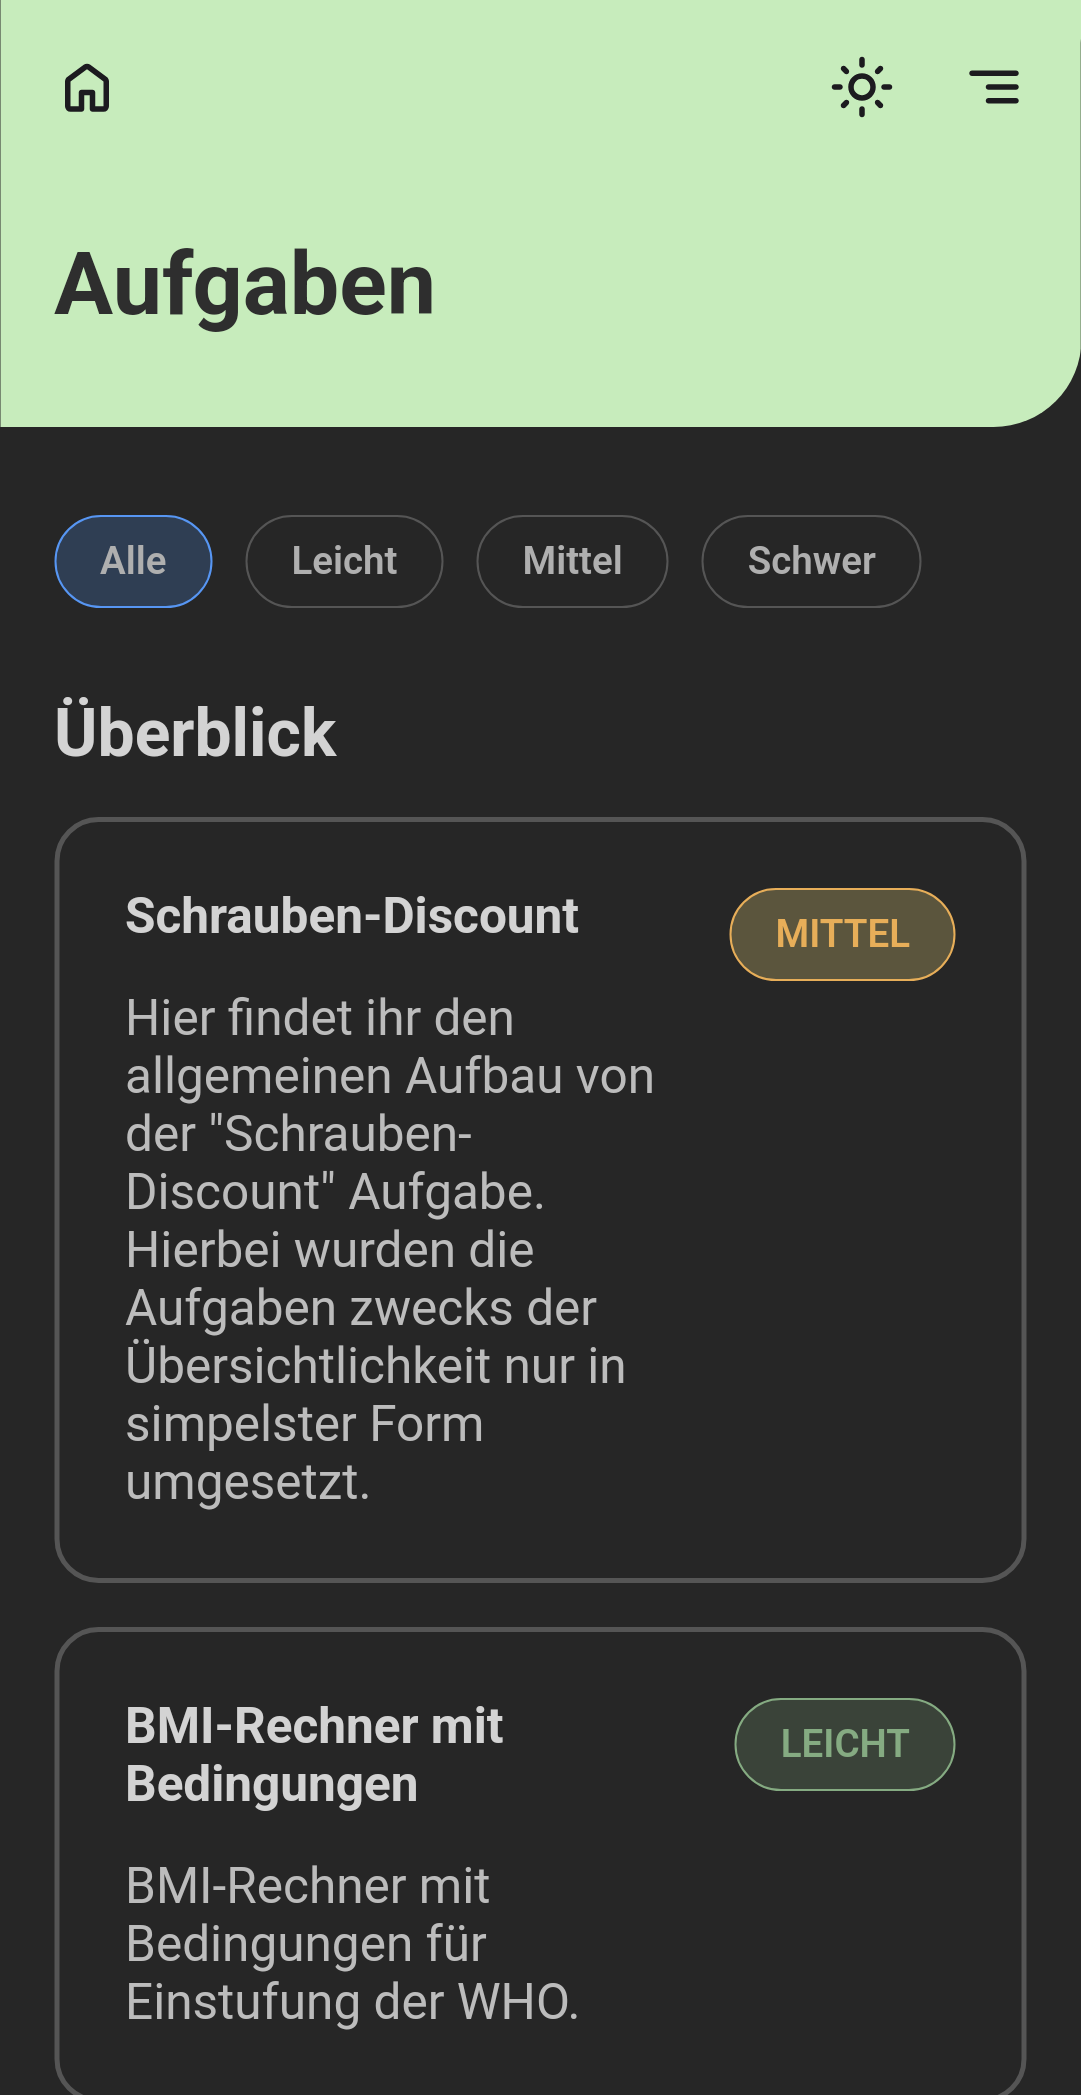 Aufgaben
Alle
Leicht
Mittel
Schwer
Überblick
Schrauben-Discount
MITTEL
Hier findet ihr den
allgemeinen Aufbau von
der "Schrauben-
Discount" Aufgabe.
Hierbei wurden die
Aufgaben zwecks der
Übersichtlichkeit nur in
simpelster Form
umgesetzt.
BMI-Rechner mit
Bedingungen
LEICHT
BMI-Rechner mit
Bedingungen für
Einstufung der WHO.